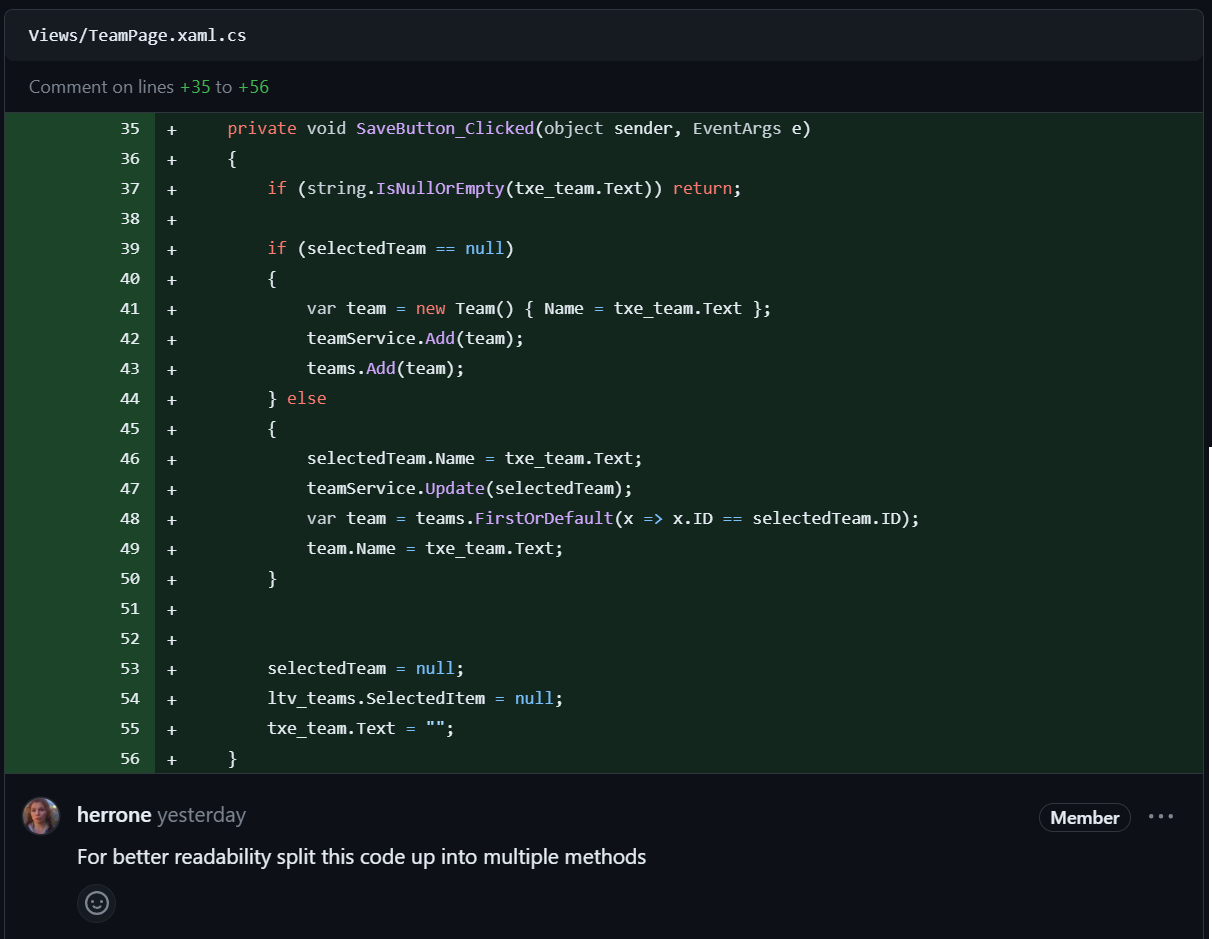 Views/TeamPage.xaml.cs
Comment on lines +35 to +56
35 + private void SaveButton_Clicked(object sender, EventArgs e)
36 + {
37 + if (string.IsNullOrEmpty(txe_team.Text)) return;
38 +
39 + if (selectedTeam == null)
40 + {
41 + var team = new Team() { Name = txe_team.Text };
42 + teamService.Add(team);
43 + teams.Add(team);
44 + } else
45 + {
46 + selectedTeam.Name = txe_team.Text;
47 + teamService.Update(selectedTeam);
48 + var team = teams.FirstOrDefault(x => x.ID == selectedTeam.ID);
49 + team.Name = txe_team.Text;
50 + }
51 +
52 +
53 + selectedTeam = null;
54 + ltv_teams.SelectedItem = null;
55 + txe_team.Text = "";
56 + }
herrone yesterday Member
For better readability split this code up into multiple methods